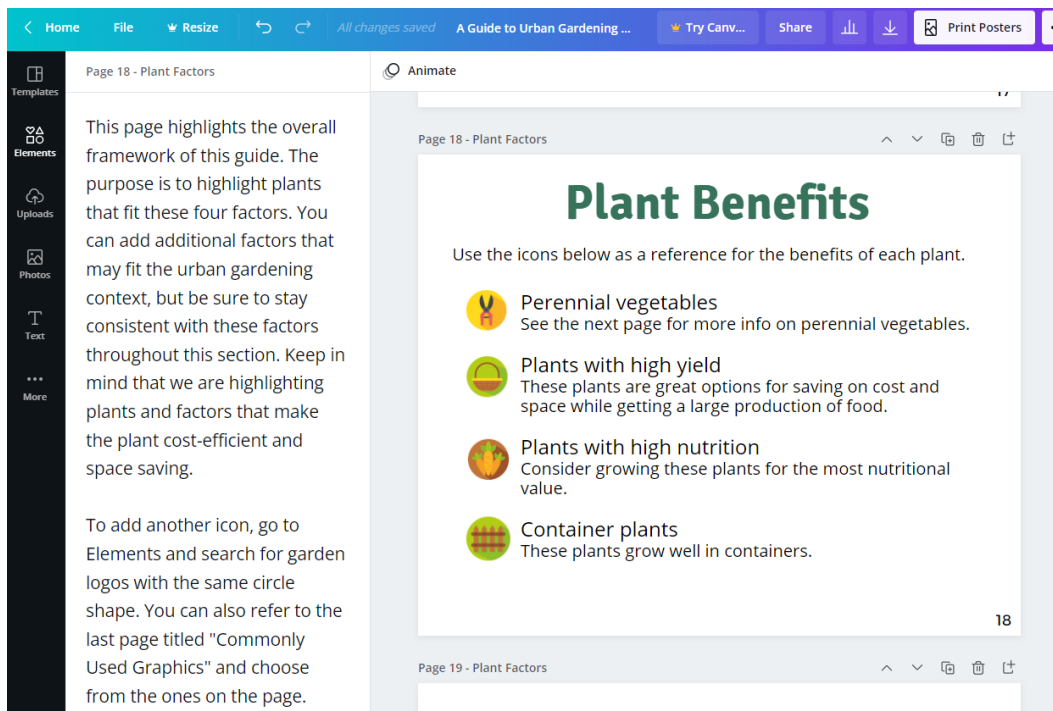 Home File Resize All changes saved A Guide to Urban Gardening ... Try Canv... Share Print Posters
Templates
Elements
Uploads
Photos
Text
More
Page 18 - Plant Factors
This page highlights the overall
framework of this guide. The
purpose is to highlight plants
that fit these four factors. You
can add additional factors that
may fit the urban gardening
context, but be sure to stay
consistent with these factors
throughout this section. Keep in
mind that we are highlighting
plants and factors that make
the plant cost-efficient and
space saving.
To add another icon, go to
Elements and search for garden
logos with the same circle
shape. You can also refer to the
last page titled "Commonly
Used Graphics" and choose
from the ones on the page.
Animate
17
Page 18 - Plant Factors
Plant Benefits
Use the icons below as a reference for the benefits of each plant.
Perennial vegetables
See the next page for more info on perennial vegetables.
Plants with high yield
These plants are great options for saving on cost and
space while getting a large production of food.
Plants with high nutrition
Consider growing these plants for the most nutritional
value.
Container plants
These plants grow well in containers.
18
Page 19 - Plant Factors